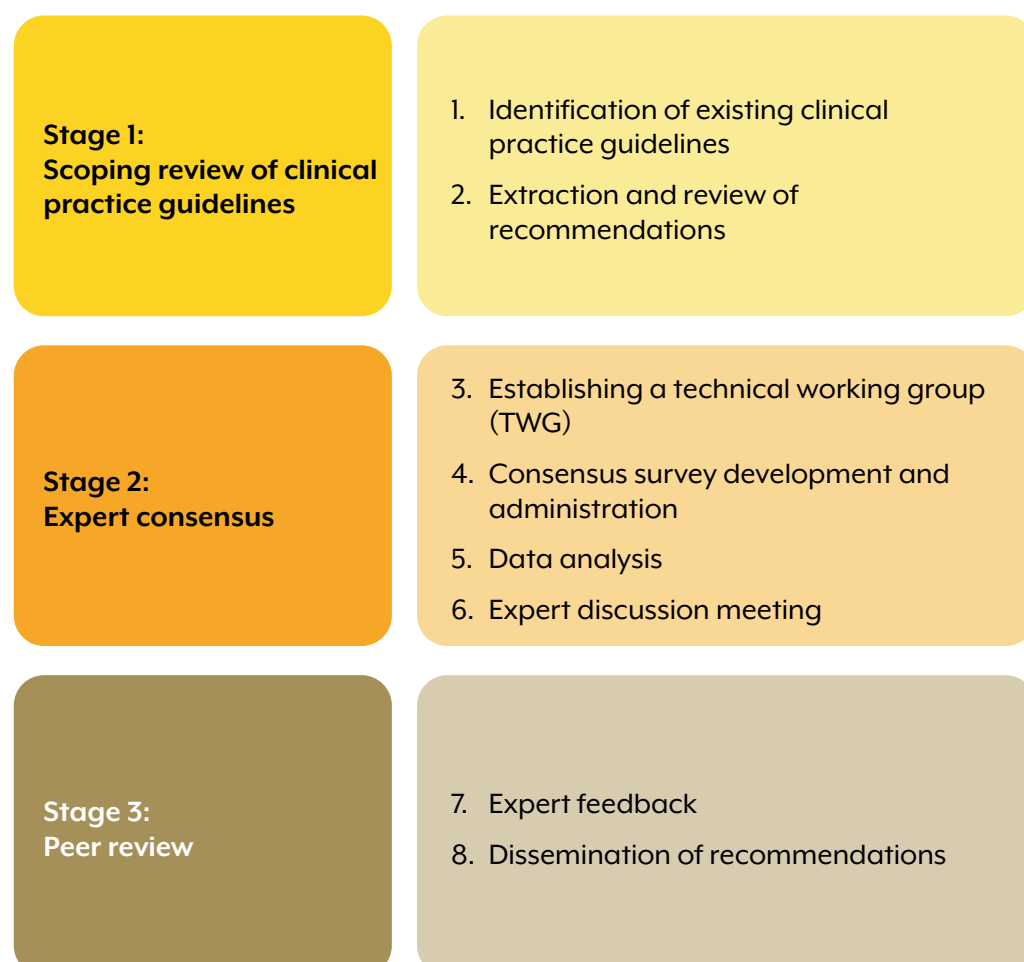 Stage 1:
Scoping review of clinical
practice guidelines
1. Identification of existing clinical
practice guidelines
2. Extraction and review of
recommendations
Stage 2:
Expert consensus
3. Establishing a technical working group
(TWG)
4. Consensus survey development and
administration
5. Data analysis
6. Expert discussion meeting
Stage 3:
Peer review
7. Expert feedback
8. Dissemination of recommendations